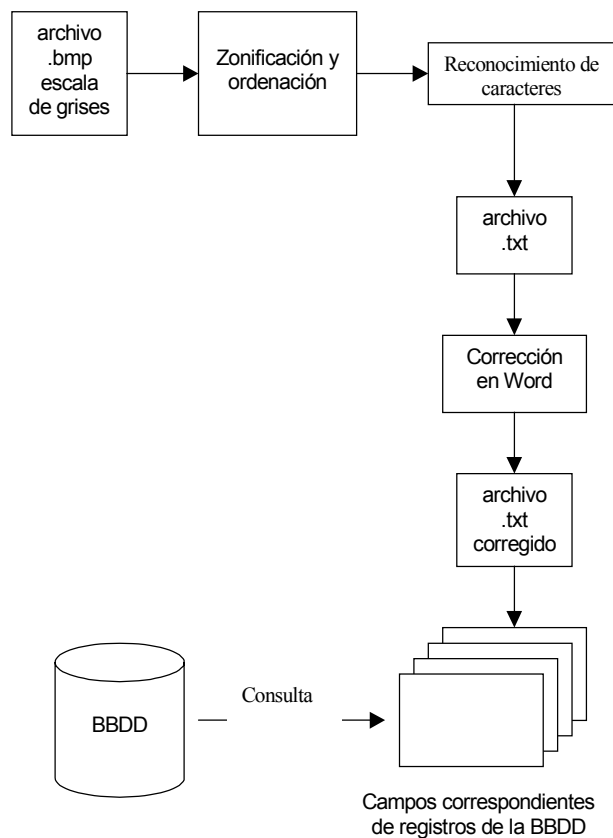 archivo
.bmp
escala
de grises
Zonificación y
ordenación
Reconocimiento de
caracteres
archivo
.txt
Corrección
en Word
archivo
.txt
corregido
BBDD
Consulta
Campos correspondientes
de registros de la BBDD